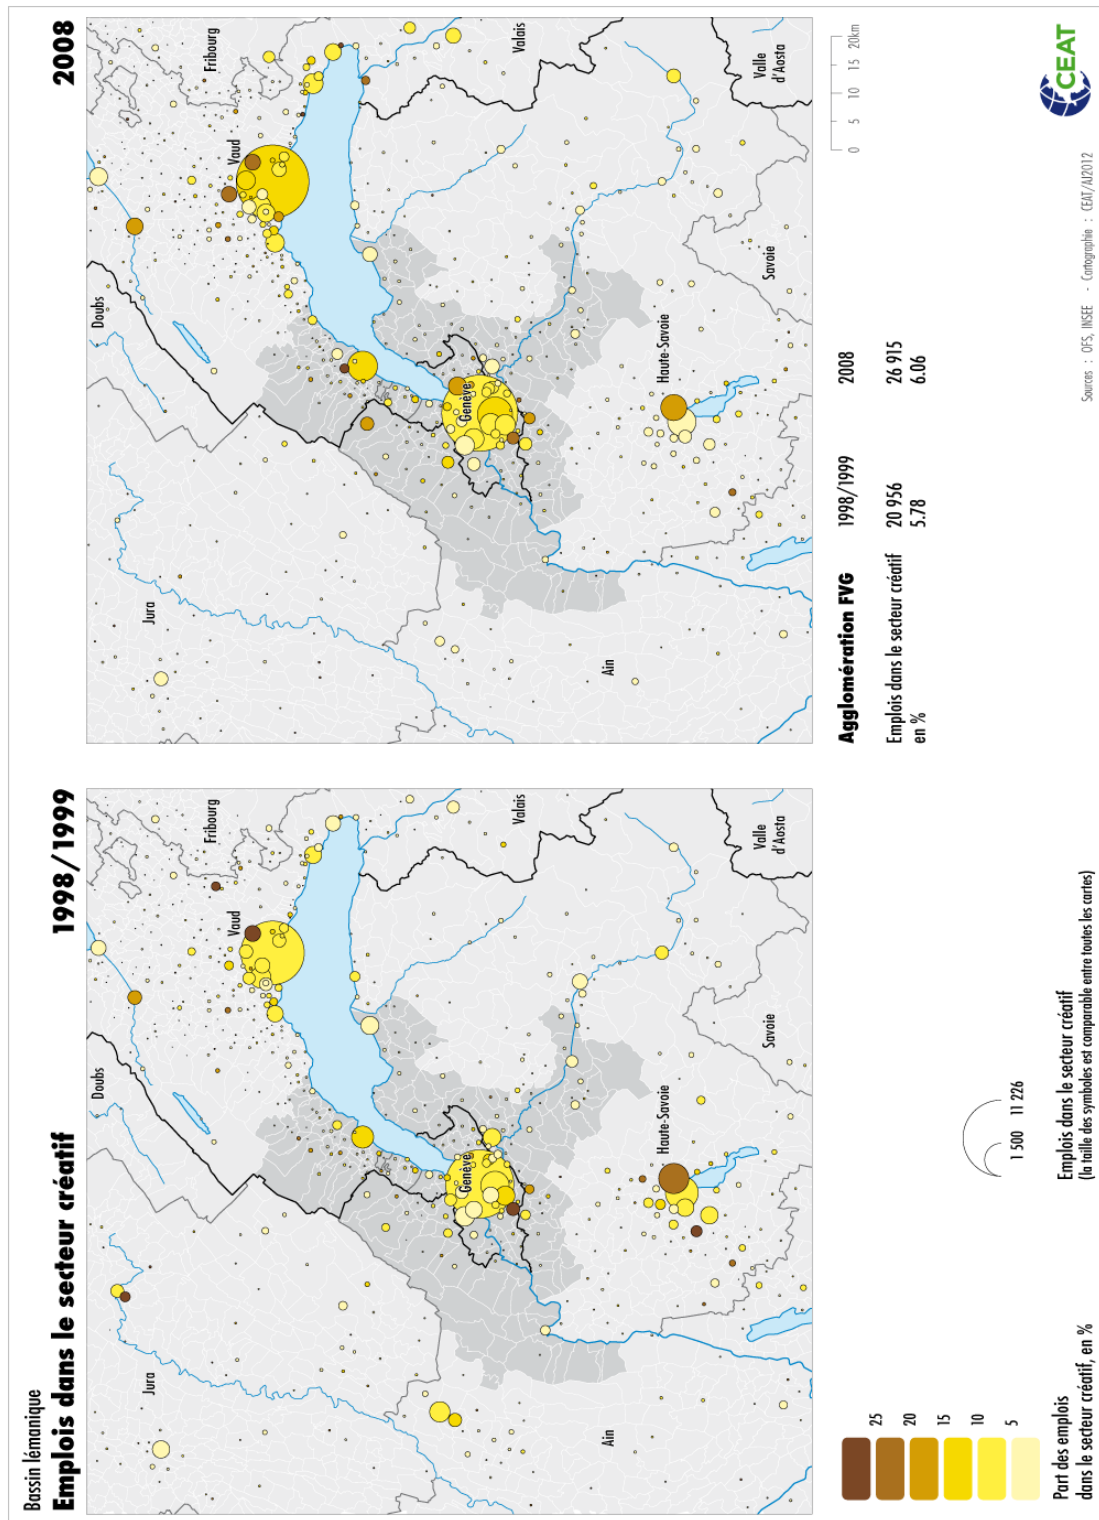 Bassin lémanique
Emplois dans le secteur créatif
1998/1999
Doubs
Fribourg
Vaud
Jura
Genève
Valais
Haute-Savoie
Ain
Savoie
Valle
d'Aosta
2008
Doubs
Fribourg
Vaud
Jura
Genève
Valais
Haute-Savoie
Ain
Savoie
Valle
d'Aosta
0 5 10 15 20km
25
20
15
10
5
Part des emplois
dans le secteur créatif, en %
1 500 11 226
Emplois dans le secteur créatif
(la taille des symboles est comparable entre toutes les cartes)
Agglomération FVG 1998/1999 2008
Emplois dans le secteur créatif 20 956 26 915
en % 5.78 6.06
Sources : OFS, INSEE - Cartographie : CEAT/AJ2012
CEAT